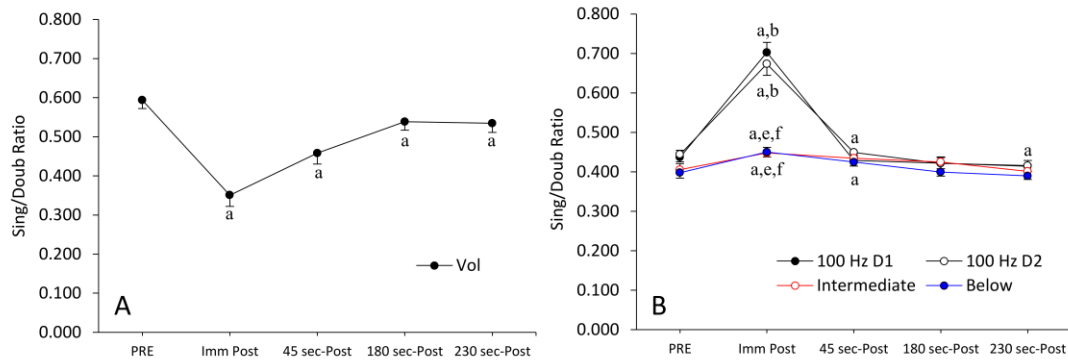 0.800
0.700
0.600
0.500
0.400
0.300
0.200
0.100
0.000
Sing/Doub Ratio
a
a
a
a
Vol
A
PRE
Imm Post
45 sec-Post
180 sec-Post
230 sec-Post
0.800
0.700
0.600
0.500
0.400
0.300
0.200
0.100
0.000
Sing/Doub Ratio
a,b
a,b
a,e,f
a,e,f
a
a
a
100 Hz D1
100 Hz D2
Intermediate
Below
B
PRE
Imm Post
45 sec-Post
180 sec-Post
230 sec-Post